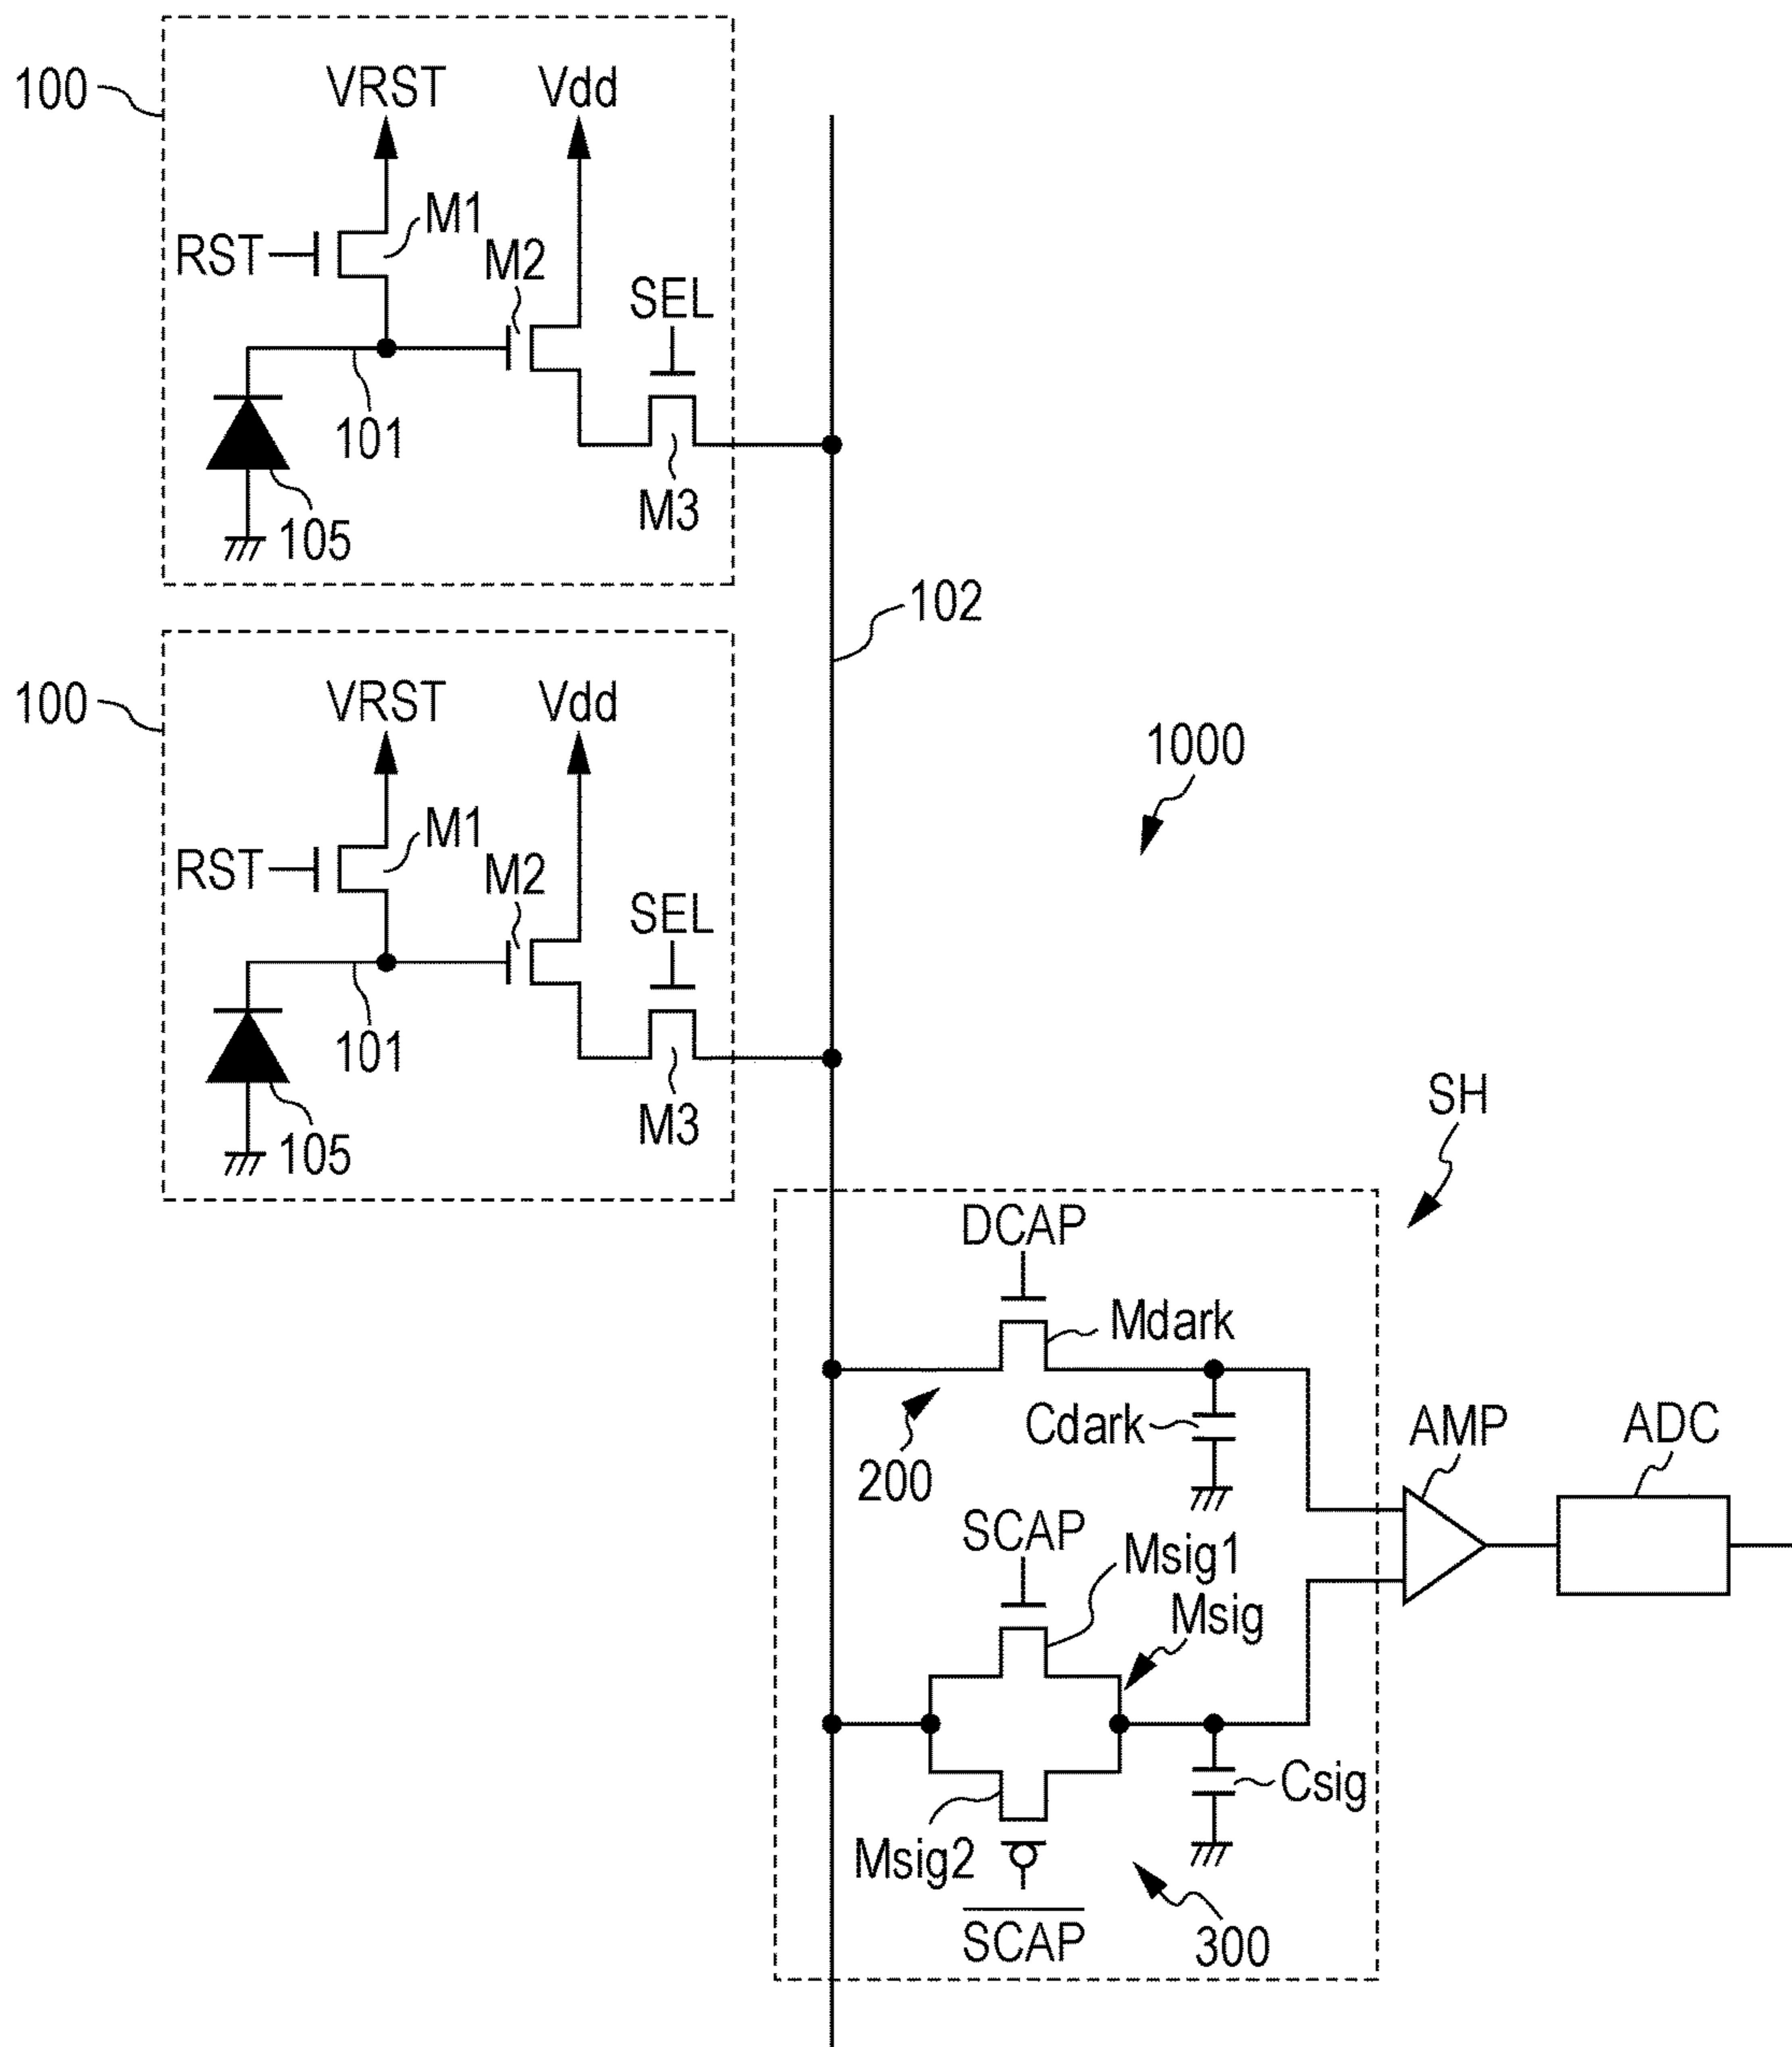 100
VRST
Vdd
RST
M1
M2
SEL
101
105
M3
102
100
VRST
Vdd
RST
M1
M2
SEL
101
105
M3
1000
SH
DCAP
Mdark
Cdark
200
AMP
ADC
SCAP
Msig1
Msig
Csig
Msig2
S̅C̅A̅P̅
300